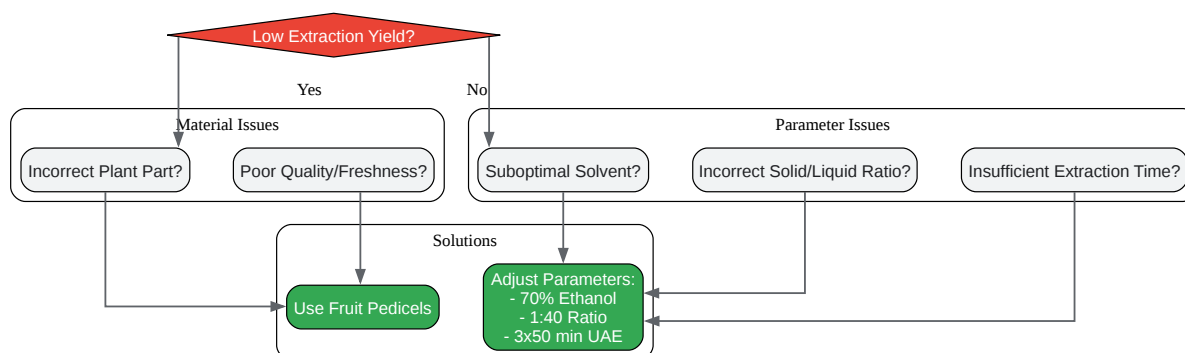 Low Extraction Yield?
Yes
No
Material Issues
Parameter Issues
Incorrect Plant Part?
Poor Quality/Freshness?
Suboptimal Solvent?
Incorrect Solid/Liquid Ratio?
Insufficient Extraction Time?
Solutions
Use Fruit Pedicels
Adjust Parameters:
- 70% Ethanol
- 1:40 Ratio
- 3x50 min UAE